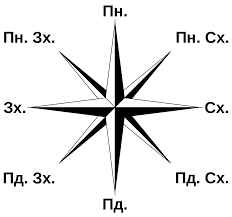 Пн.
Пн. Зх. Пн. Сх.
Зх. Сх.
Пд. Зх. Пд. Сх.
Пд.